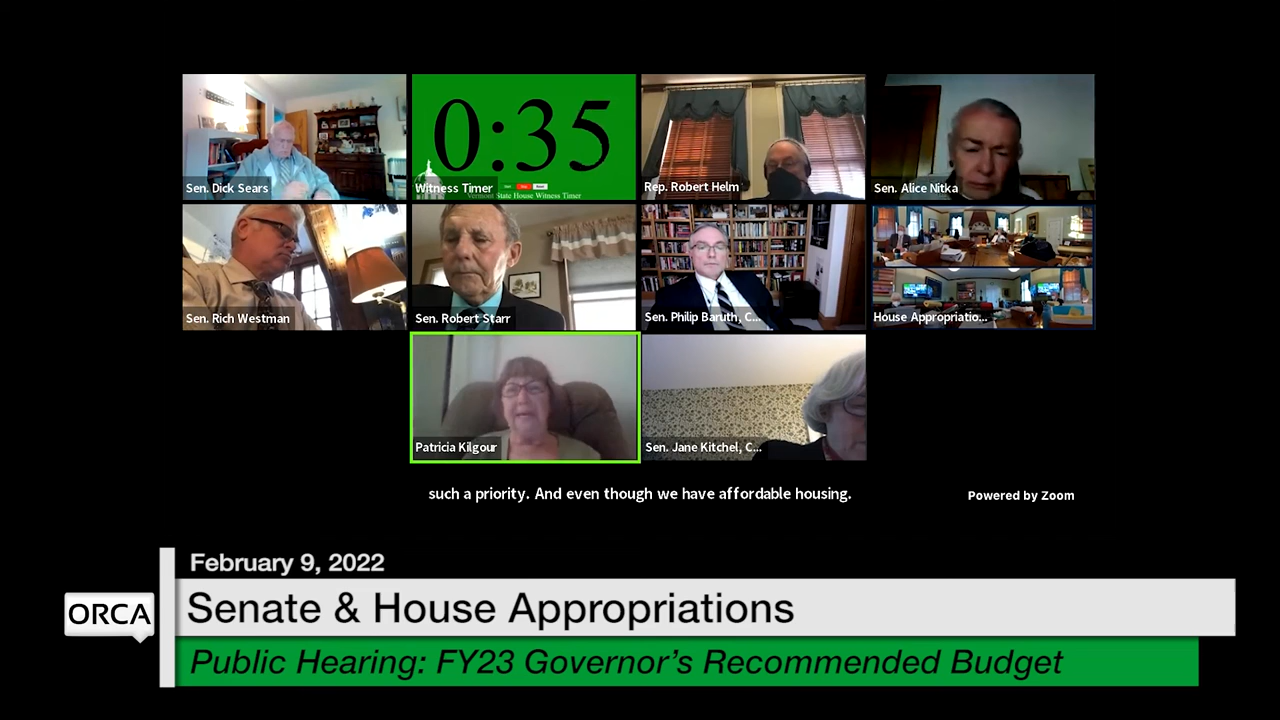 0:35
Start Stop Reset
Vermont State House Witness Timer
Sen. Dick Sears
Witness Timer
Rep. Robert Helm
Sen. Alice Nitka
Sen. Rich Westman
Sen. Robert Starr
Sen. Philip Baruth, C...
House Appropriatio...
Patricia Kilgour
Sen. Jane Kitchel, C...
such a priority. And even though we have affordable housing.
Powered by Zoom
February 9, 2022
ORCA
Senate & House Appropriations
Public Hearing: FY23 Governor's Recommended Budget